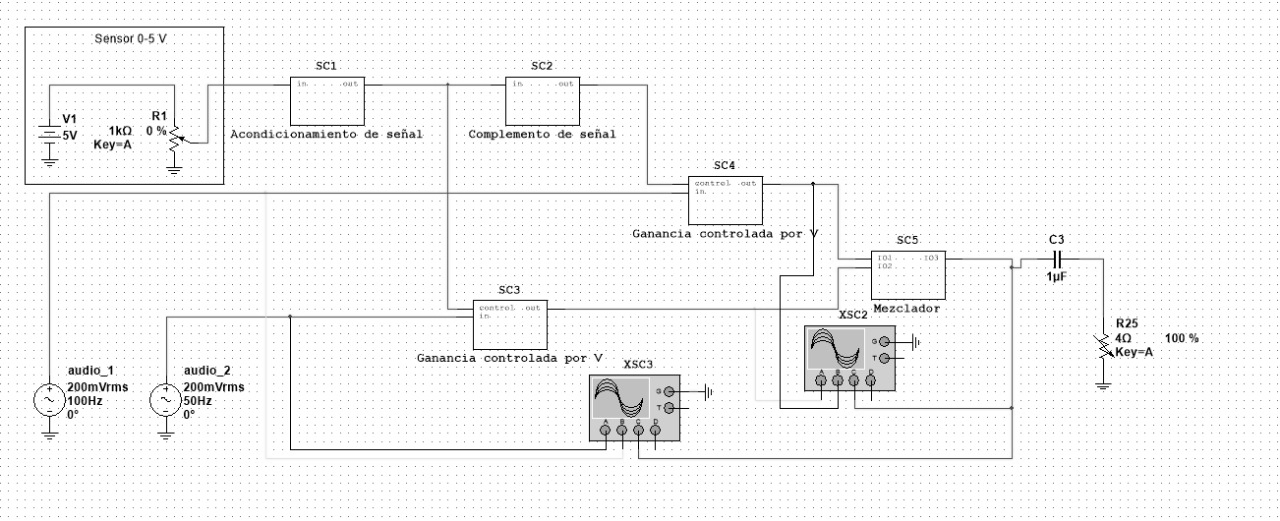 Sensor 0-5 V
V1
5V
R1
1kΩ
0 %
Key=A
SC1
in out
Acondicionamiento de señal
SC2
in out
Complemento de señal
SC4
control out
in
Ganancia controlada por V
SC3
control out
in
Ganancia controlada por V
SC5
IO1 IO3
IO2
Mezclador
C3
1µF
R25
4Ω
100 %
Key=A
XSC2
G
T
A B C D
XSC3
G
T
A B C D
audio_1
200mVrms
100Hz
0°
audio_2
200mVrms
50Hz
0°